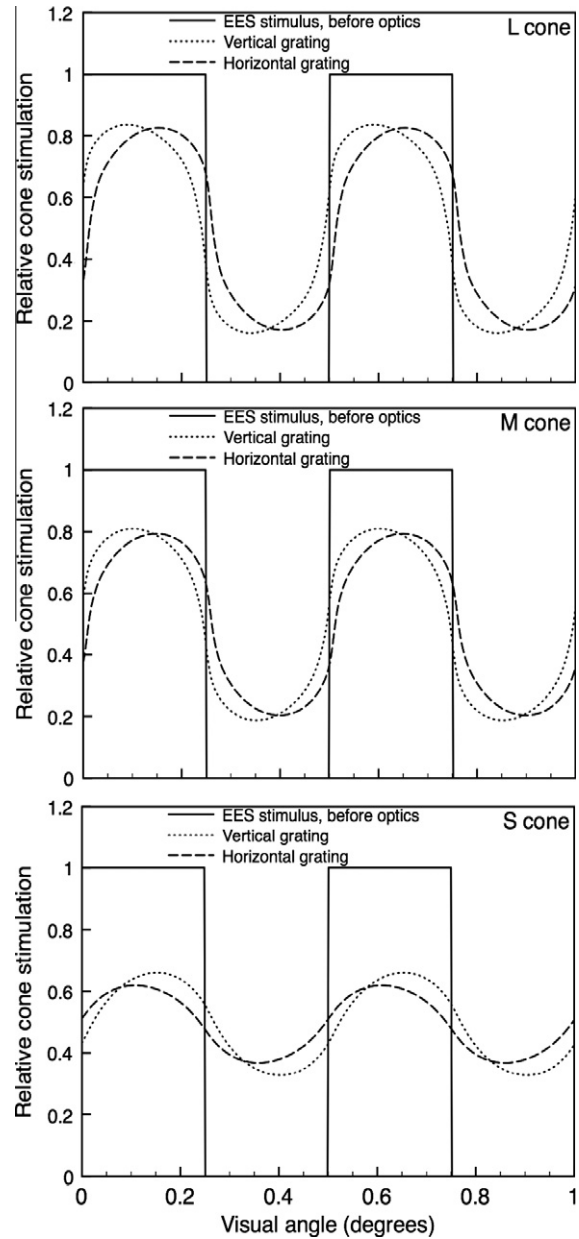 1.2
EES stimulus, before optics
L cone
Vertical grating
Horizontal grating
1
0.8
0.6
0.4
0.2
0
Relative cone stimulation
1.2
EES stimulus, before optics
M cone
Vertical grating
Horizontal grating
1
0.8
0.6
0.4
0.2
0
Relative cone stimulation
1.2
EES stimulus, before optics
S cone
Vertical grating
Horizontal grating
1
0.8
0.6
0.4
0.2
0
Relative cone stimulation
0 0.2 0.4 0.6 0.8 1
Visual angle (degrees)